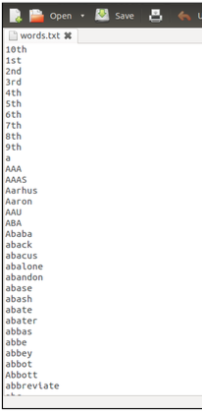 Open Save
words.txt
10th
1st
2nd
3rd
4th
5th
6th
7th
8th
9th
a
AAA
AAAS
Aarhus
Aaron
AAU
ABA
Ababa
aback
abacus
abalone
abandon
abase
abash
abate
abater
abbas
abbe
abbey
abbot
Abbott
abbreviate